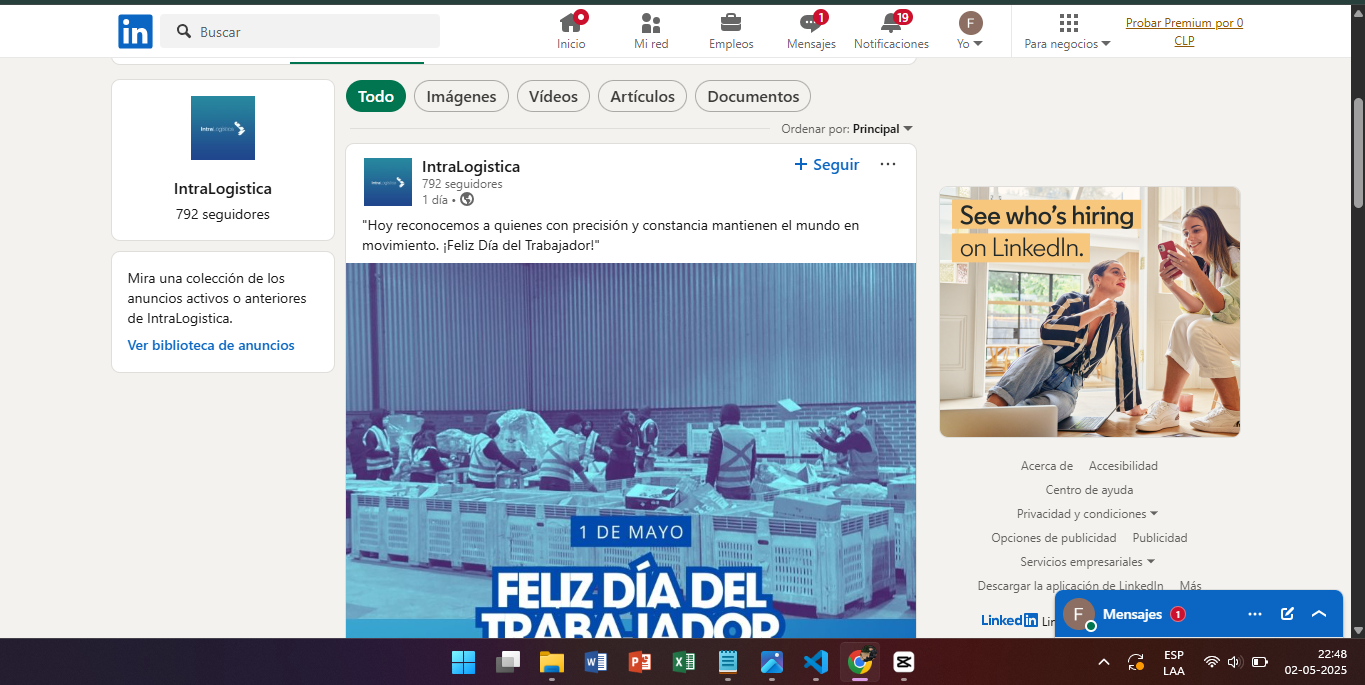 in
Buscar
Inicio
Mi red
Empleos
1
Mensajes
19
Notificaciones
F
Yo
Para negocios
Probar Premium por 0
CLP
IntraLogistica
792 seguidores
Mira una colección de los
anuncios activos o anteriores
de IntraLogistica.
Ver biblioteca de anuncios
Todo
Imágenes
Vídeos
Artículos
Documentos
Ordenar por: Principal
IntraLogistica
792 seguidores
1 día •
+ Seguir
"Hoy reconocemos a quienes con precisión y constancia mantienen el mundo en
movimiento. ¡Feliz Día del Trabajador!"
1 DE MAYO
FELIZ DÍA DEL
TRABAJADOR
See who's hiring
on LinkedIn.
Acerca de Accesibilidad
Centro de ayuda
Privacidad y condiciones
Opciones de publicidad Publicidad
Servicios empresariales
Descargar la aplicación de LinkedIn Más
LinkedIn
F
Mensajes 1
ESP
LAA
22:48
02-05-2025